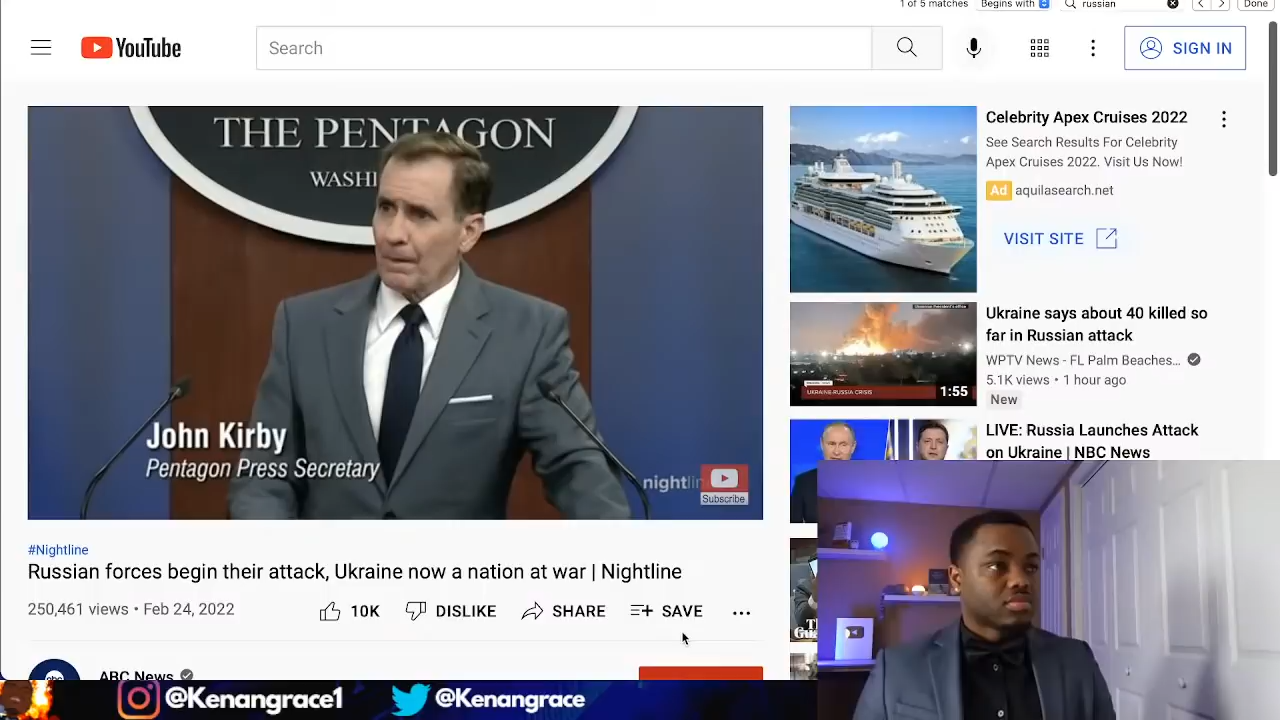 1 of 5 matches
Begins with
russian
Done
YouTube
Search
SIGN IN
THE PENTAGON
WASHI
John Kirby
Pentagon Press Secretary
nightlin
Subscribe
Celebrity Apex Cruises 2022
See Search Results For Celebrity
Apex Cruises 2022. Visit Us Now!
Ad aquilasearch.net
VISIT SITE
UKRAINE-RUSSIA CRISIS
1:55
Ukraine says about 40 killed so
far in Russian attack
WPTV News - FL Palm Beaches...
5.1K views • 1 hour ago
New
LIVE: Russia Launches Attack
on Ukraine | NBC News
#Nightline
Russian forces begin their attack, Ukraine now a nation at war | Nightline
250,461 views • Feb 24, 2022
10K
DISLIKE
SHARE
SAVE
ABC News
@Kenangrace1
@Kenangrace